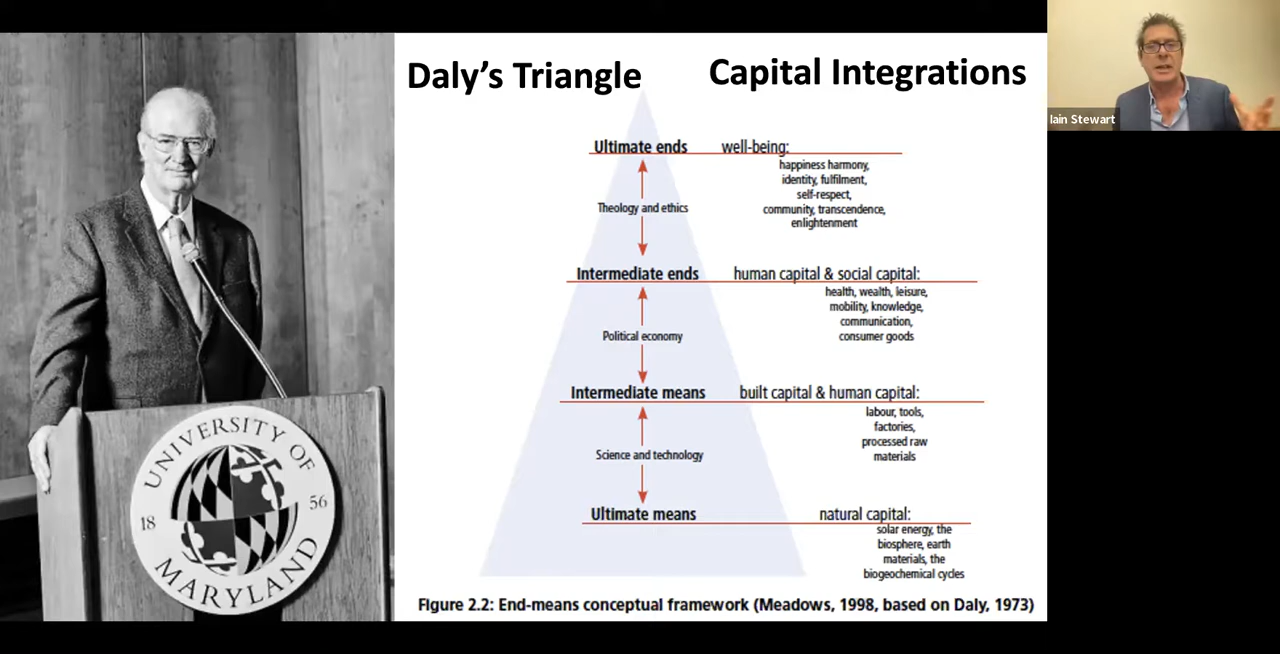 Daly's Triangle
Capital Integrations
Iain Stewart
Ultimate ends
well-being:
happiness harmony,
identity, fulfilment,
self-respect,
community, transcendence,
enlightenment
Theology and ethics
Intermediate ends
human capital & social capital:
health, wealth, leisure,
mobility, knowledge,
communication,
consumer goods
Political economy
Intermediate means
built capital & human capital:
labour, tools,
factories,
processed raw
materials
Science and technology
Ultimate means
natural capital:
solar energy, the
biosphere, earth
materials, the
biogeochemical cycles
Figure 2.2: End-means conceptual framework (Meadows, 1998, based on Daly, 1973)
UNIVERSITY OF
18 56
MARYLAND